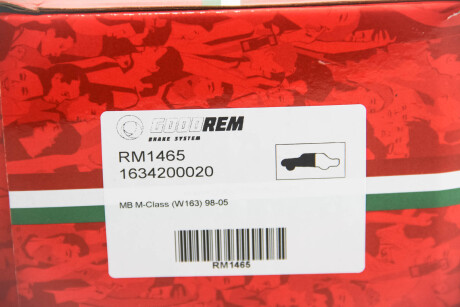 GOODREM
BRAKE SYSTEM
RM1465
1634200020
MB M-Class (W163) 98-05
RM1465